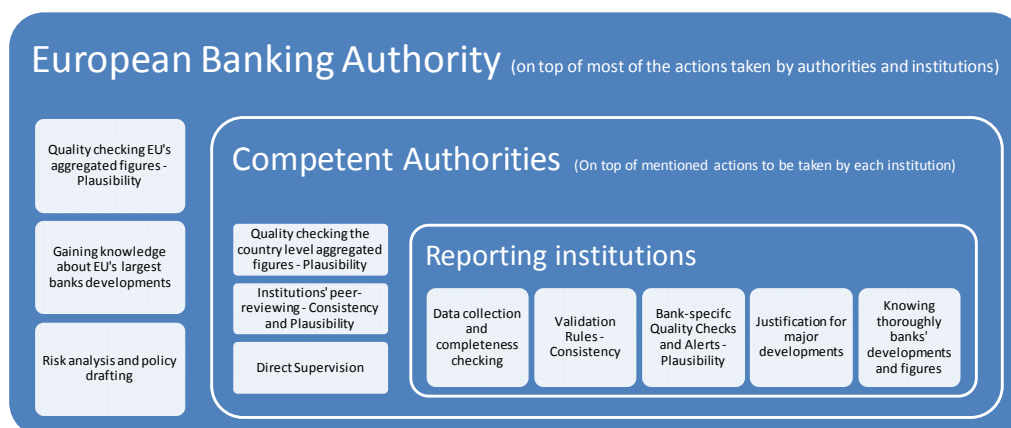 European Banking Authority (on top of most of the actions taken by authorities and institutions)
Quality checking EU's
aggregated figures -
Plausibility
Gaining knowledge
about EU's largest
banks developments
Risk analysis and policy
drafting
Competent Authorities (On top of mentioned actions to be taken by each institution)
Quality checking the
country level aggregated
figures - Plausibility
Institutions' peer-
reviewing - Consistency
and Plausibility
Direct Supervision
Reporting institutions
Data collection
and
completeness
checking
Validation
Rules -
Consistency
Bank-specifc
Quality Checks
and Alerts -
Plausibility
Justification for
major
developments
Knowing
thoroughly
banks'
developments
and figures